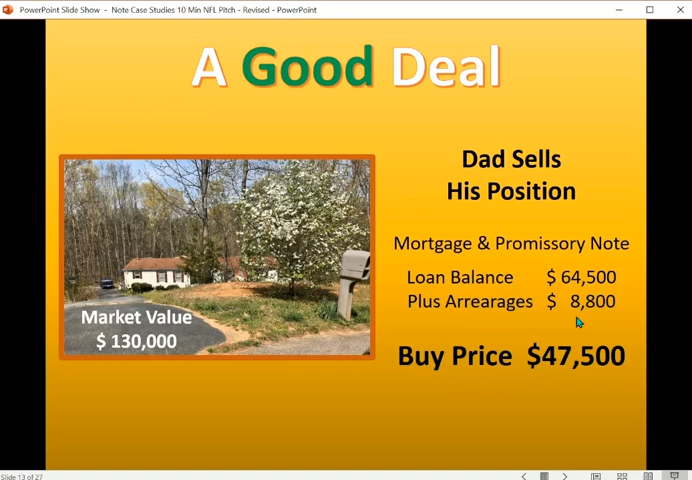 PowerPoint Slide Show - Note Case Studies 10 Min NFL Pitch - Revised - PowerPoint
A Good Deal
Dad Sells
His Position
Mortgage & Promissory Note
Loan Balance $ 64,500
Plus Arrearages $ 8,800
Buy Price $47,500
Market Value
$ 130,000
Slide 13 of 27